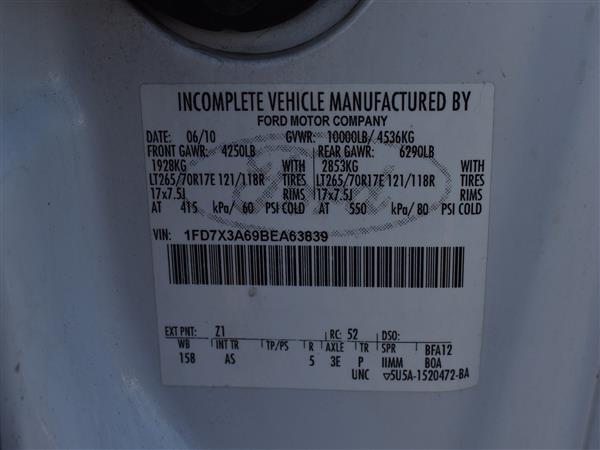 INCOMPLETE VEHICLE MANUFACTURED BY
FORD MOTOR COMPANY
DATE: 06/10 GVWR: 10000LB/ 4536KG
FRONT GAWR: 4250LB REAR GAWR: 6290LB
1928KG WITH 2853KG WITH
LT265/70R17E 121/118R TIRES LT265/70R17E 121/118R TIRES
17x7.5J RIMS 17x7.5J RIMS
AT 415 kPa/ 60 PSI COLD AT 550 kPa/ 80 PSI COLD
VIN: 1FD7X3A69BEA63839
EXT PNT: Z1 RC: 52 DSO:
WB INT TR TP/PS R AXLE TR SPR BFA12
158 AS 5 3E P IIMM BOA
UNC 5U5A-1520472-BA